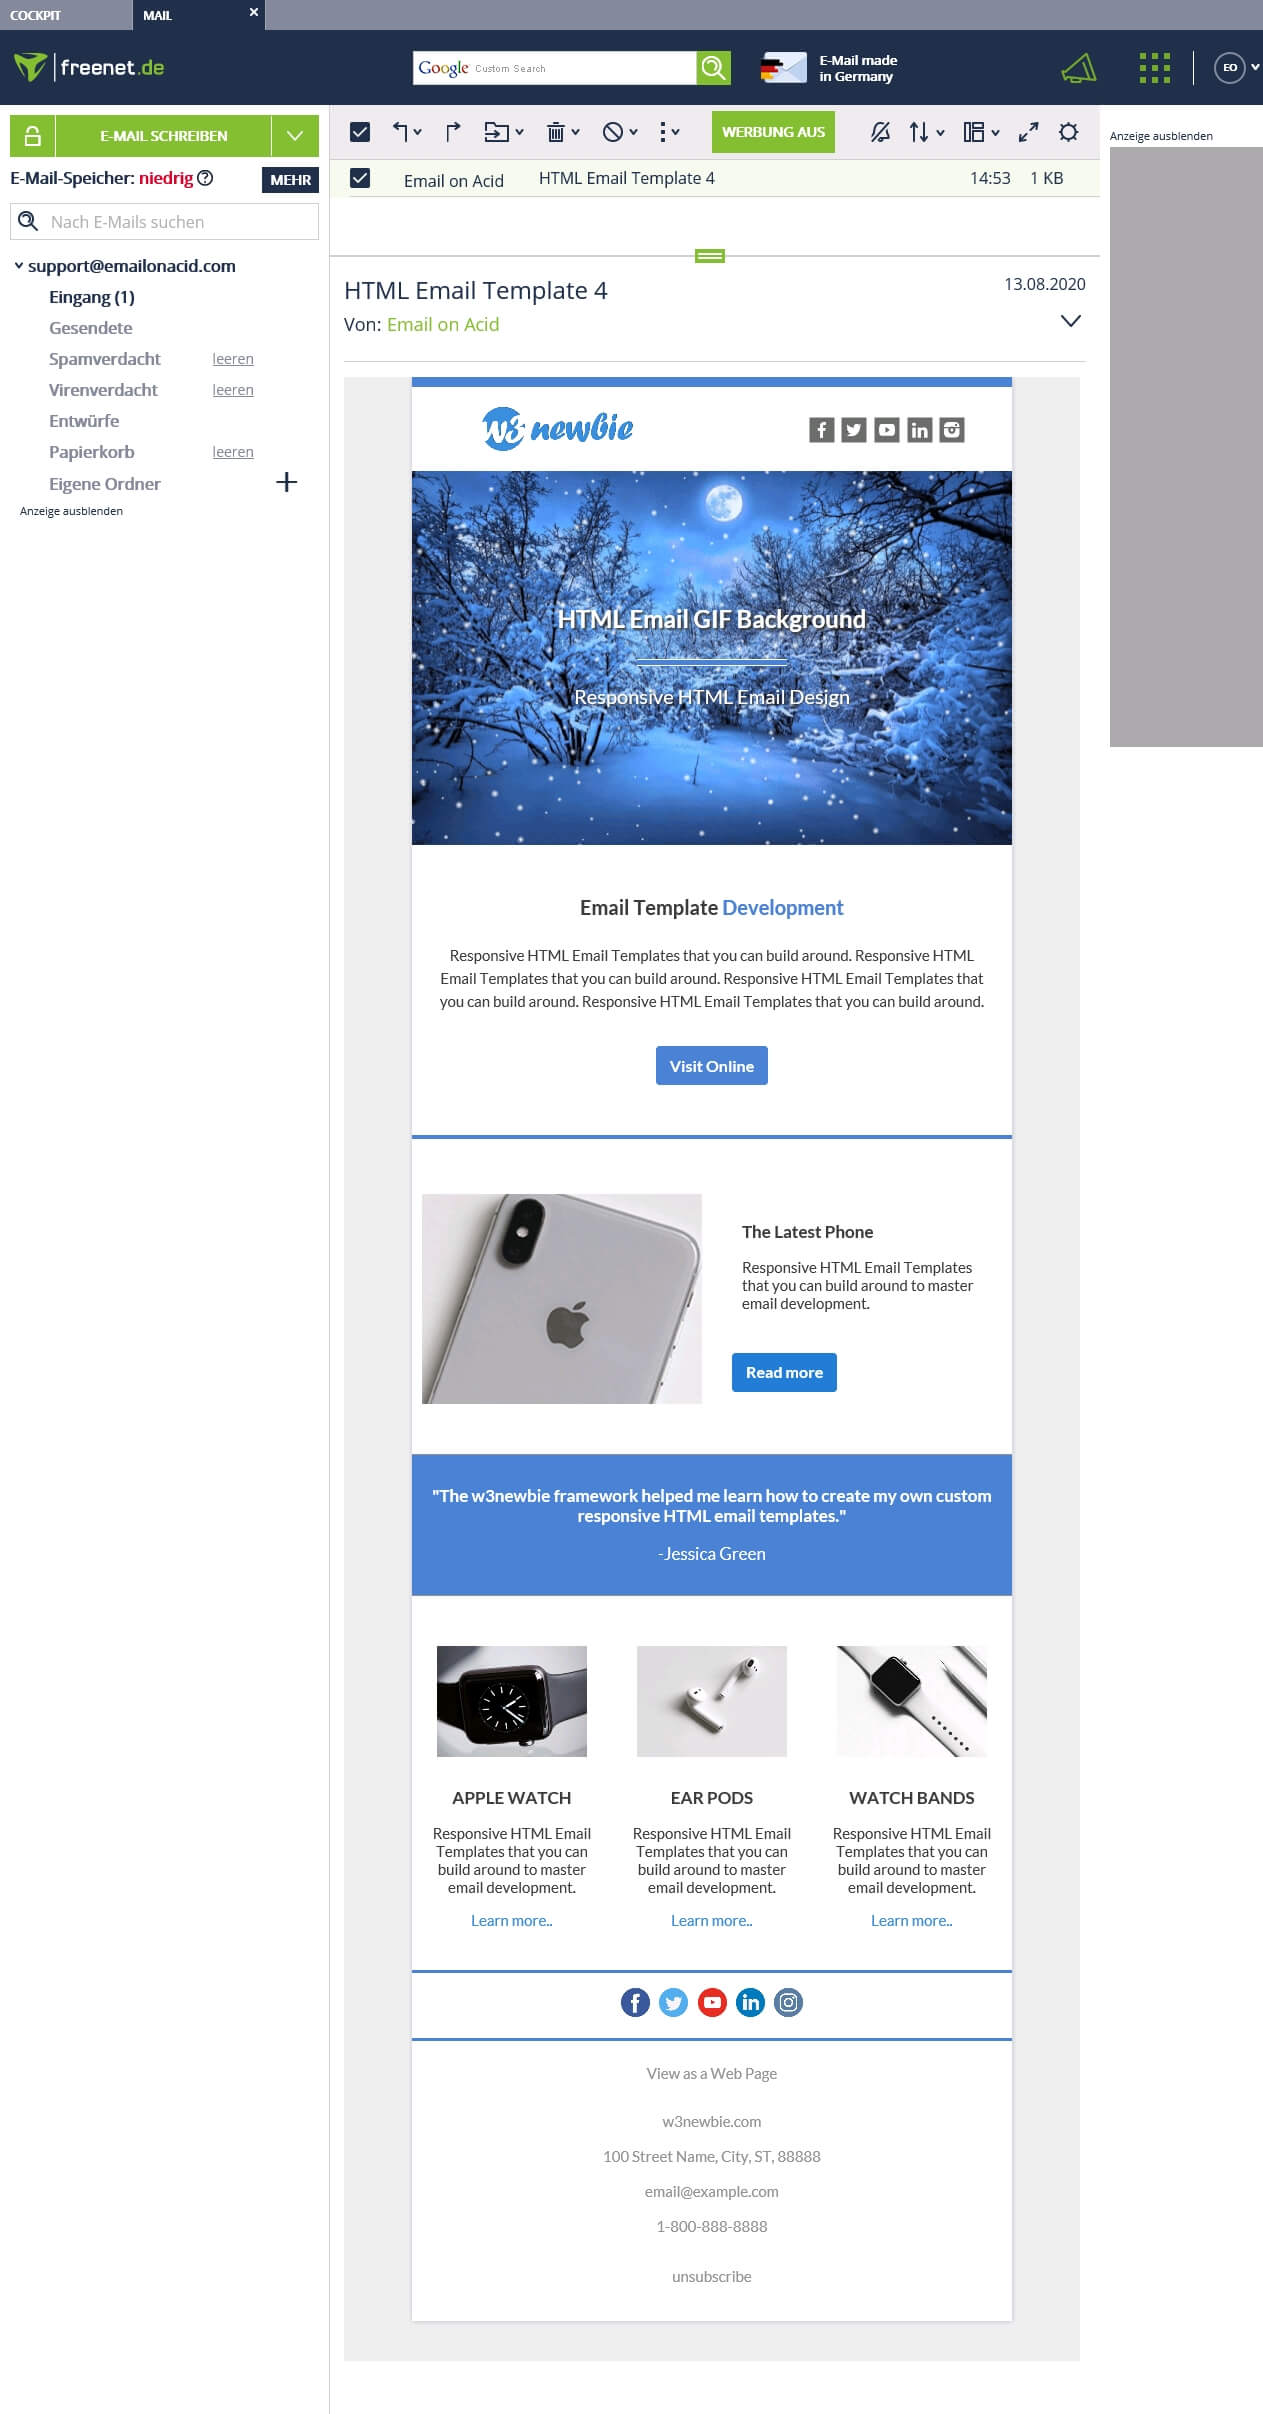 COCKPIT
MAIL
freenet.de
Google Custom Search
E-Mail made
in Germany
EO
E-MAIL SCHREIBEN
WERBUNG AUS
Anzeige ausblenden
E-Mail-Speicher: niedrig
MEHR
Email on Acid HTML Email Template 4 14:53 1 KB
Nach E-Mails suchen
support@emailonacid.com
Eingang (1)
Gesendete
Spamverdacht leeren
Virenverdacht leeren
Entwürfe
Papierkorb leeren
Eigene Ordner
Anzeige ausblenden
HTML Email Template 4
13.08.2020
Von: Email on Acid
w3 newbie
HTML Email GIF Background
Responsive HTML Email Design
Email Template Development
Responsive HTML Email Templates that you can build around. Responsive HTML
Email Templates that you can build around. Responsive HTML Email Templates that
you can build around. Responsive HTML Email Templates that you can build around.
Visit Online
The Latest Phone
Responsive HTML Email Templates
that you can build around to master
email development.
Read more
"The w3newbie framework helped me learn how to create my own custom
responsive HTML email templates."
-Jessica Green
APPLE WATCH
Responsive HTML Email
Templates that you can
build around to master
email development.
Learn more..
EAR PODS
Responsive HTML Email
Templates that you can
build around to master
email development.
Learn more..
WATCH BANDS
Responsive HTML Email
Templates that you can
build around to master
email development.
Learn more..
View as a Web Page
w3newbie.com
100 Street Name, City, ST, 88888
email@example.com
1-800-888-8888
unsubscribe